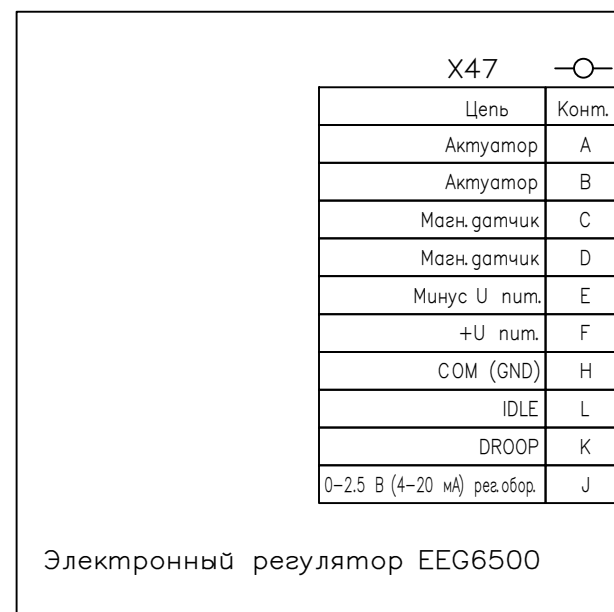 X47
Цепь Конт.
Актуатор A
Актуатор B
Магн. датчик C
Магн. датчик D
Минус U пит. E
+U пит. F
COM (GND) H
IDLE L
DROOP K
0-2.5 В (4-20 мА) рег.обор. J
Электронный регулятор EEG6500